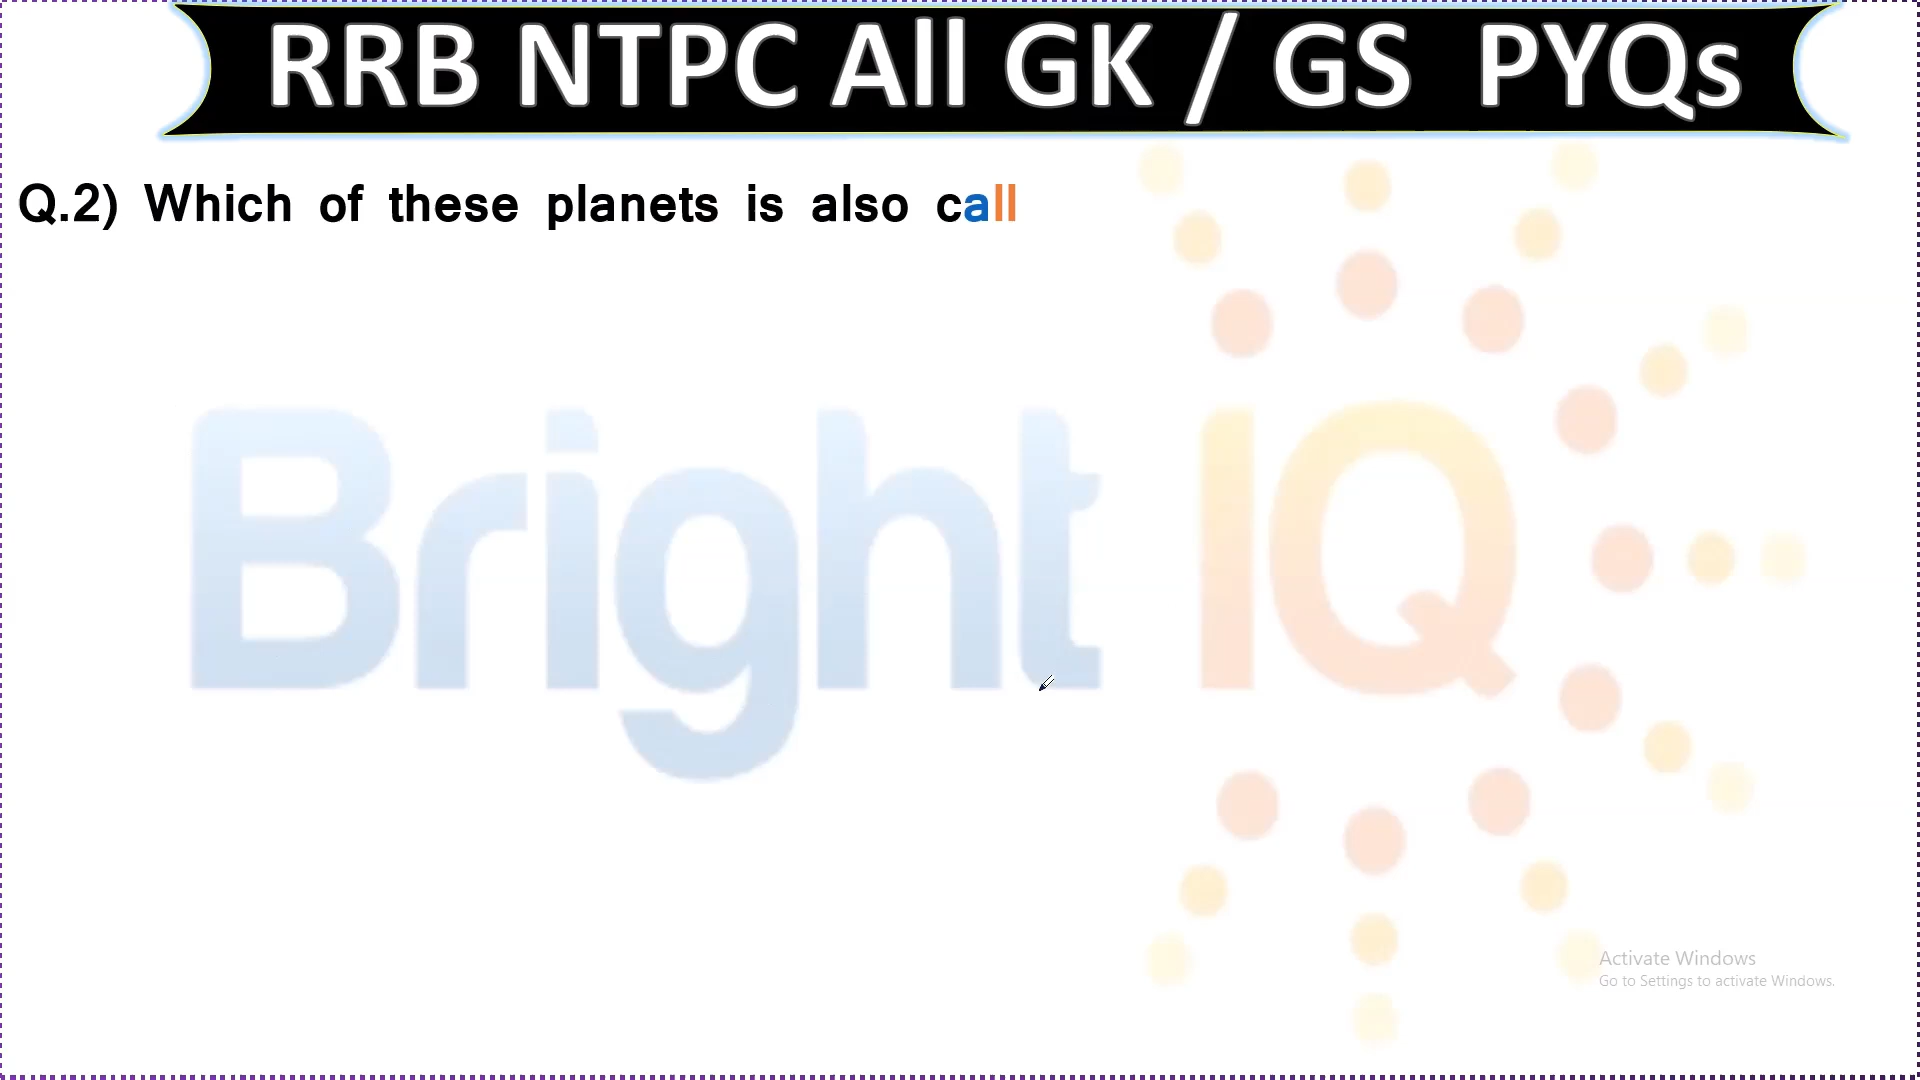 RRB NTPC All GK / GS PYQs
Q.2) Which of these planets is also call
Bright IQ
Activate Windows
Go to Settings to activate Windows.